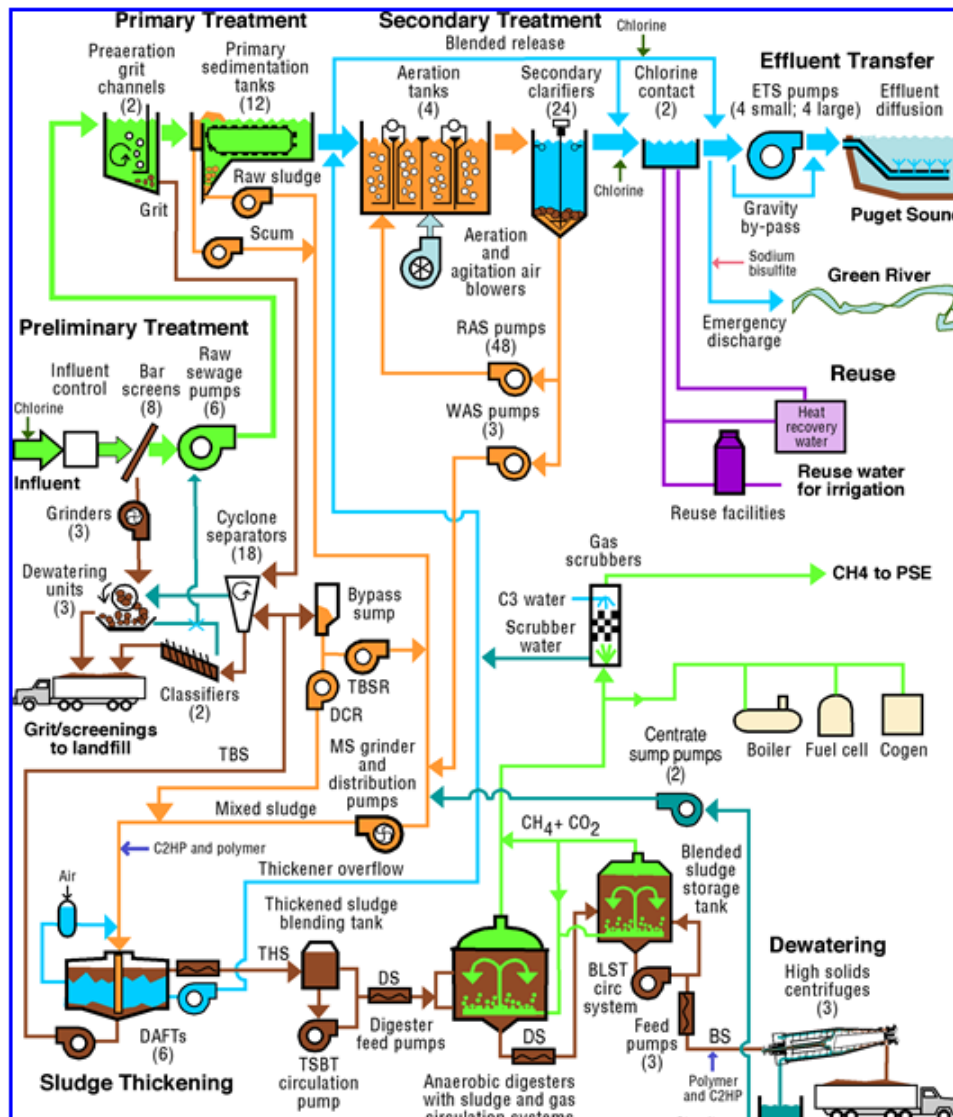 Primary Treatment
Preaeration
grit
channels
(2)
Primary
sedimentation
tanks
(12)
Raw sludge
Grit
Scum
Secondary Treatment
Blended release
Chlorine
Aeration
tanks
(4)
Secondary
clarifiers
(24)
Chlorine
contact
(2)
Chlorine
Aeration
and
agitation air
blowers
RAS pumps
(48)
WAS pumps
(3)
Effluent Transfer
ETS pumps
(4 small; 4 large)
Effluent
diffusion
Gravity
by-pass
Puget Sound
Sodium
bisulfite
Green River
Emergency
discharge
Reuse
Heat
recovery
water
Reuse water
for irrigation
Reuse facilities
Preliminary Treatment
Influent
control
Bar
screens
(8)
Raw
sewage
pumps
(6)
Chlorine
Influent
Grinders
(3)
Cyclone
separators
(18)
Dewatering
units
(3)
Bypass
sump
TBSR
Classifiers
(2)
DCR
Grit/screenings
to landfill
TBS
MS grinder
and
distribution
pumps
Mixed sludge
C2HP and polymer
Thickener overflow
Gas
scrubbers
CH4 to PSE
C3 water
Scrubber
water
Boiler
Fuel cell
Cogen
Centrate
sump pumps
(2)
CH4+ CO2
Blended
sludge
storage
tank
Air
Thickened sludge
blending tank
THS
DS
Digester
feed pumps
DAFTs
(6)
Sludge Thickening
TSBT
circulation
pump
DS
Anaerobic digesters
with sludge and gas
circulation systems
BLST
circ
system
Feed
pumps
(3)
BS
Polymer
and C2HP
Dewatering
High solids
centrifuges
(3)